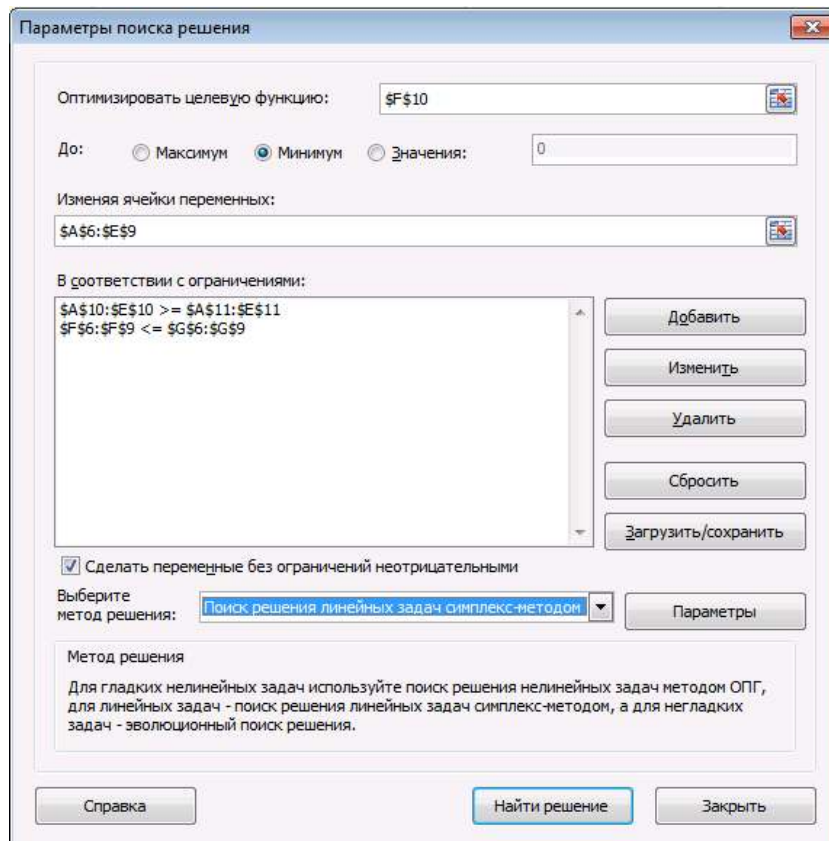 Параметры поиска решения
Оптимизировать целевую функцию: $F$10
До: Максимум Минимум Значения: 0
Изменяя ячейки переменных:
$A$6:$E$9
В соответствии с ограничениями:
$A$10:$E$10 >= $A$11:$E$11
$F$6:$F$9 <= $G$6:$G$9
Добавить
Изменить
Удалить
Сбросить
Загрузить/сохранить
Сделать переменные без ограничений неотрицательными
Выберите
метод решения: Поиск решения линейных задач симплекс-методом Параметры
Метод решения
Для гладких нелинейных задач используйте поиск решения нелинейных задач методом ОПГ,
для линейных задач - поиск решения линейных задач симплекс-методом, а для негладких
задач - эволюционный поиск решения.
Справка Найти решение Закрыть